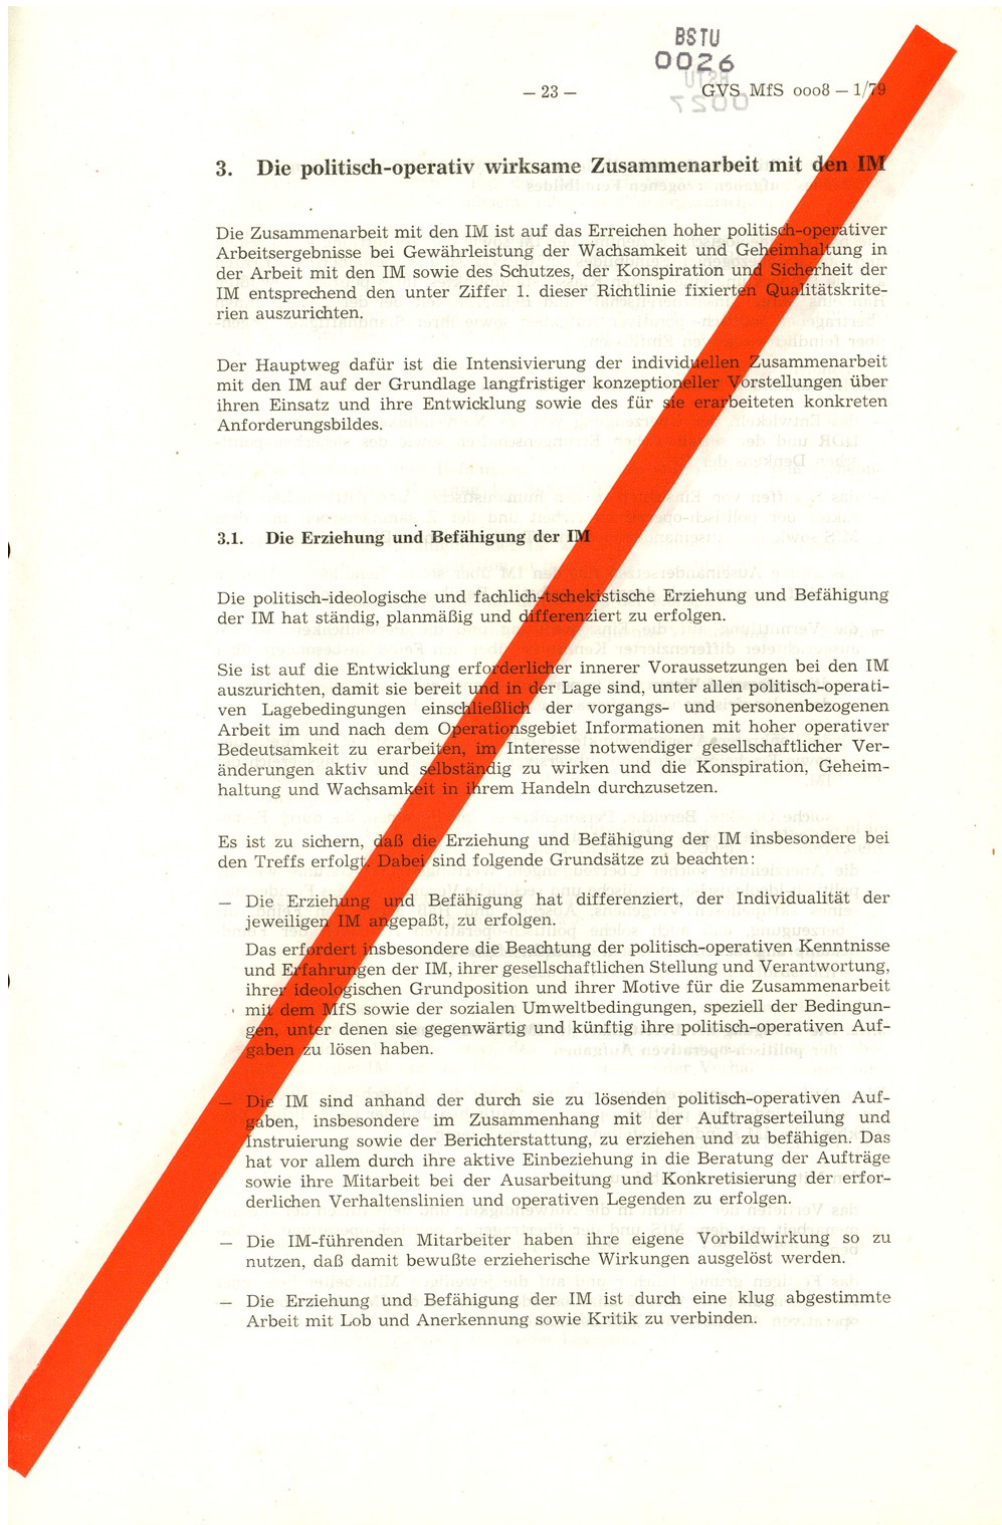 BSTU
0026
— 23 —
GVS MfS ooo8 — 1/79
3. Die politisch-operativ wirksame Zusammenarbeit mit den IM
Die Zusammenarbeit mit den IM ist auf das Erreichen hoher politisch-operativer
Arbeitsergebnisse bei Gewährleistung der Wachsamkeit und Geheimhaltung in
der Arbeit mit den IM sowie des Schutzes, der Konspiration und Sicherheit der
IM entsprechend den unter Ziffer 1. dieser Richtlinie fixierten Qualitätskrite-
rien auszurichten.
Der Hauptweg dafür ist die Intensivierung der individuellen Zusammenarbeit
mit den IM auf der Grundlage langfristiger konzeptioneller Vorstellungen über
ihren Einsatz und ihre Entwicklung sowie des für sie erarbeiteten konkreten
Anforderungsbildes.
3.1. Die Erziehung und Befähigung der IM
Die politisch-ideologische und fachlich-tschekistische Erziehung und Befähigung
der IM hat ständig, planmäßig und differenziert zu erfolgen.
Sie ist auf die Entwicklung erforderlicher innerer Voraussetzungen bei den IM
auszurichten, damit sie bereit und in der Lage sind, unter allen politisch-operati-
ven Lagebedingungen einschließlich der vorgangs- und personenbezogenen
Arbeit im und nach dem Operationsgebiet Informationen mit hoher operativer
Bedeutsamkeit zu erarbeiten, im Interesse notwendiger gesellschaftlicher Ver-
änderungen aktiv und selbständig zu wirken und die Konspiration, Geheim-
haltung und Wachsamkeit in ihrem Handeln durchzusetzen.
Es ist zu sichern, daß die Erziehung und Befähigung der IM insbesondere bei
den Treffs erfolgt. Dabei sind folgende Grundsätze zu beachten:
— Die Erziehung und Befähigung hat differenziert, der Individualität der
jeweiligen IM angepaßt, zu erfolgen.
Das erfordert insbesondere die Beachtung der politisch-operativen Kenntnisse
und Erfahrungen der IM, ihrer gesellschaftlichen Stellung und Verantwortung,
ihrer ideologischen Grundposition und ihrer Motive für die Zusammenarbeit
mit dem MfS sowie der sozialen Umweltbedingungen, speziell der Bedingun-
gen, unter denen sie gegenwärtig und künftig ihre politisch-operativen Auf-
gaben zu lösen haben.
— Die IM sind anhand der durch sie zu lösenden politisch-operativen Auf-
gaben, insbesondere im Zusammenhang mit der Auftragserteilung und
Instruierung sowie der Berichterstattung, zu erziehen und zu befähigen. Das
hat vor allem durch ihre aktive Einbeziehung in die Beratung der Aufträge
sowie ihre Mitarbeit bei der Ausarbeitung und Konkretisierung der erfor-
derlichen Verhaltenslinien und operativen Legenden zu erfolgen.
— Die IM-führenden Mitarbeiter haben ihre eigene Vorbildwirkung so zu
nutzen, daß damit bewußte erzieherische Wirkungen ausgelöst werden.
— Die Erziehung und Befähigung der IM ist durch eine klug abgestimmte
Arbeit mit Lob und Anerkennung sowie Kritik zu verbinden.